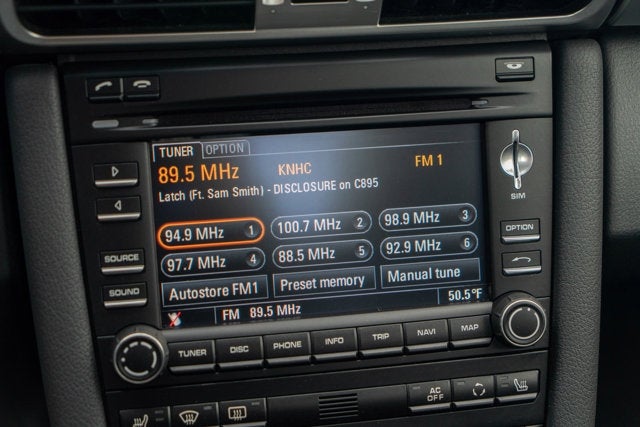 TUNER OPTION
89.5 MHz KNHC FM 1
Latch (Ft. Sam Smith) - DISCLOSURE on C895
94.9 MHz 1 100.7 MHz 2 98.9 MHz 3
97.7 MHz 4 88.5 MHz 5 92.9 MHz 6
Autostore FM1 Preset memory Manual tune
FM 89.5 MHz 50.5°F
SIM
SOURCE
SOUND
OPTION
TUNER DISC PHONE INFO TRIP NAVI MAP
AC OFF